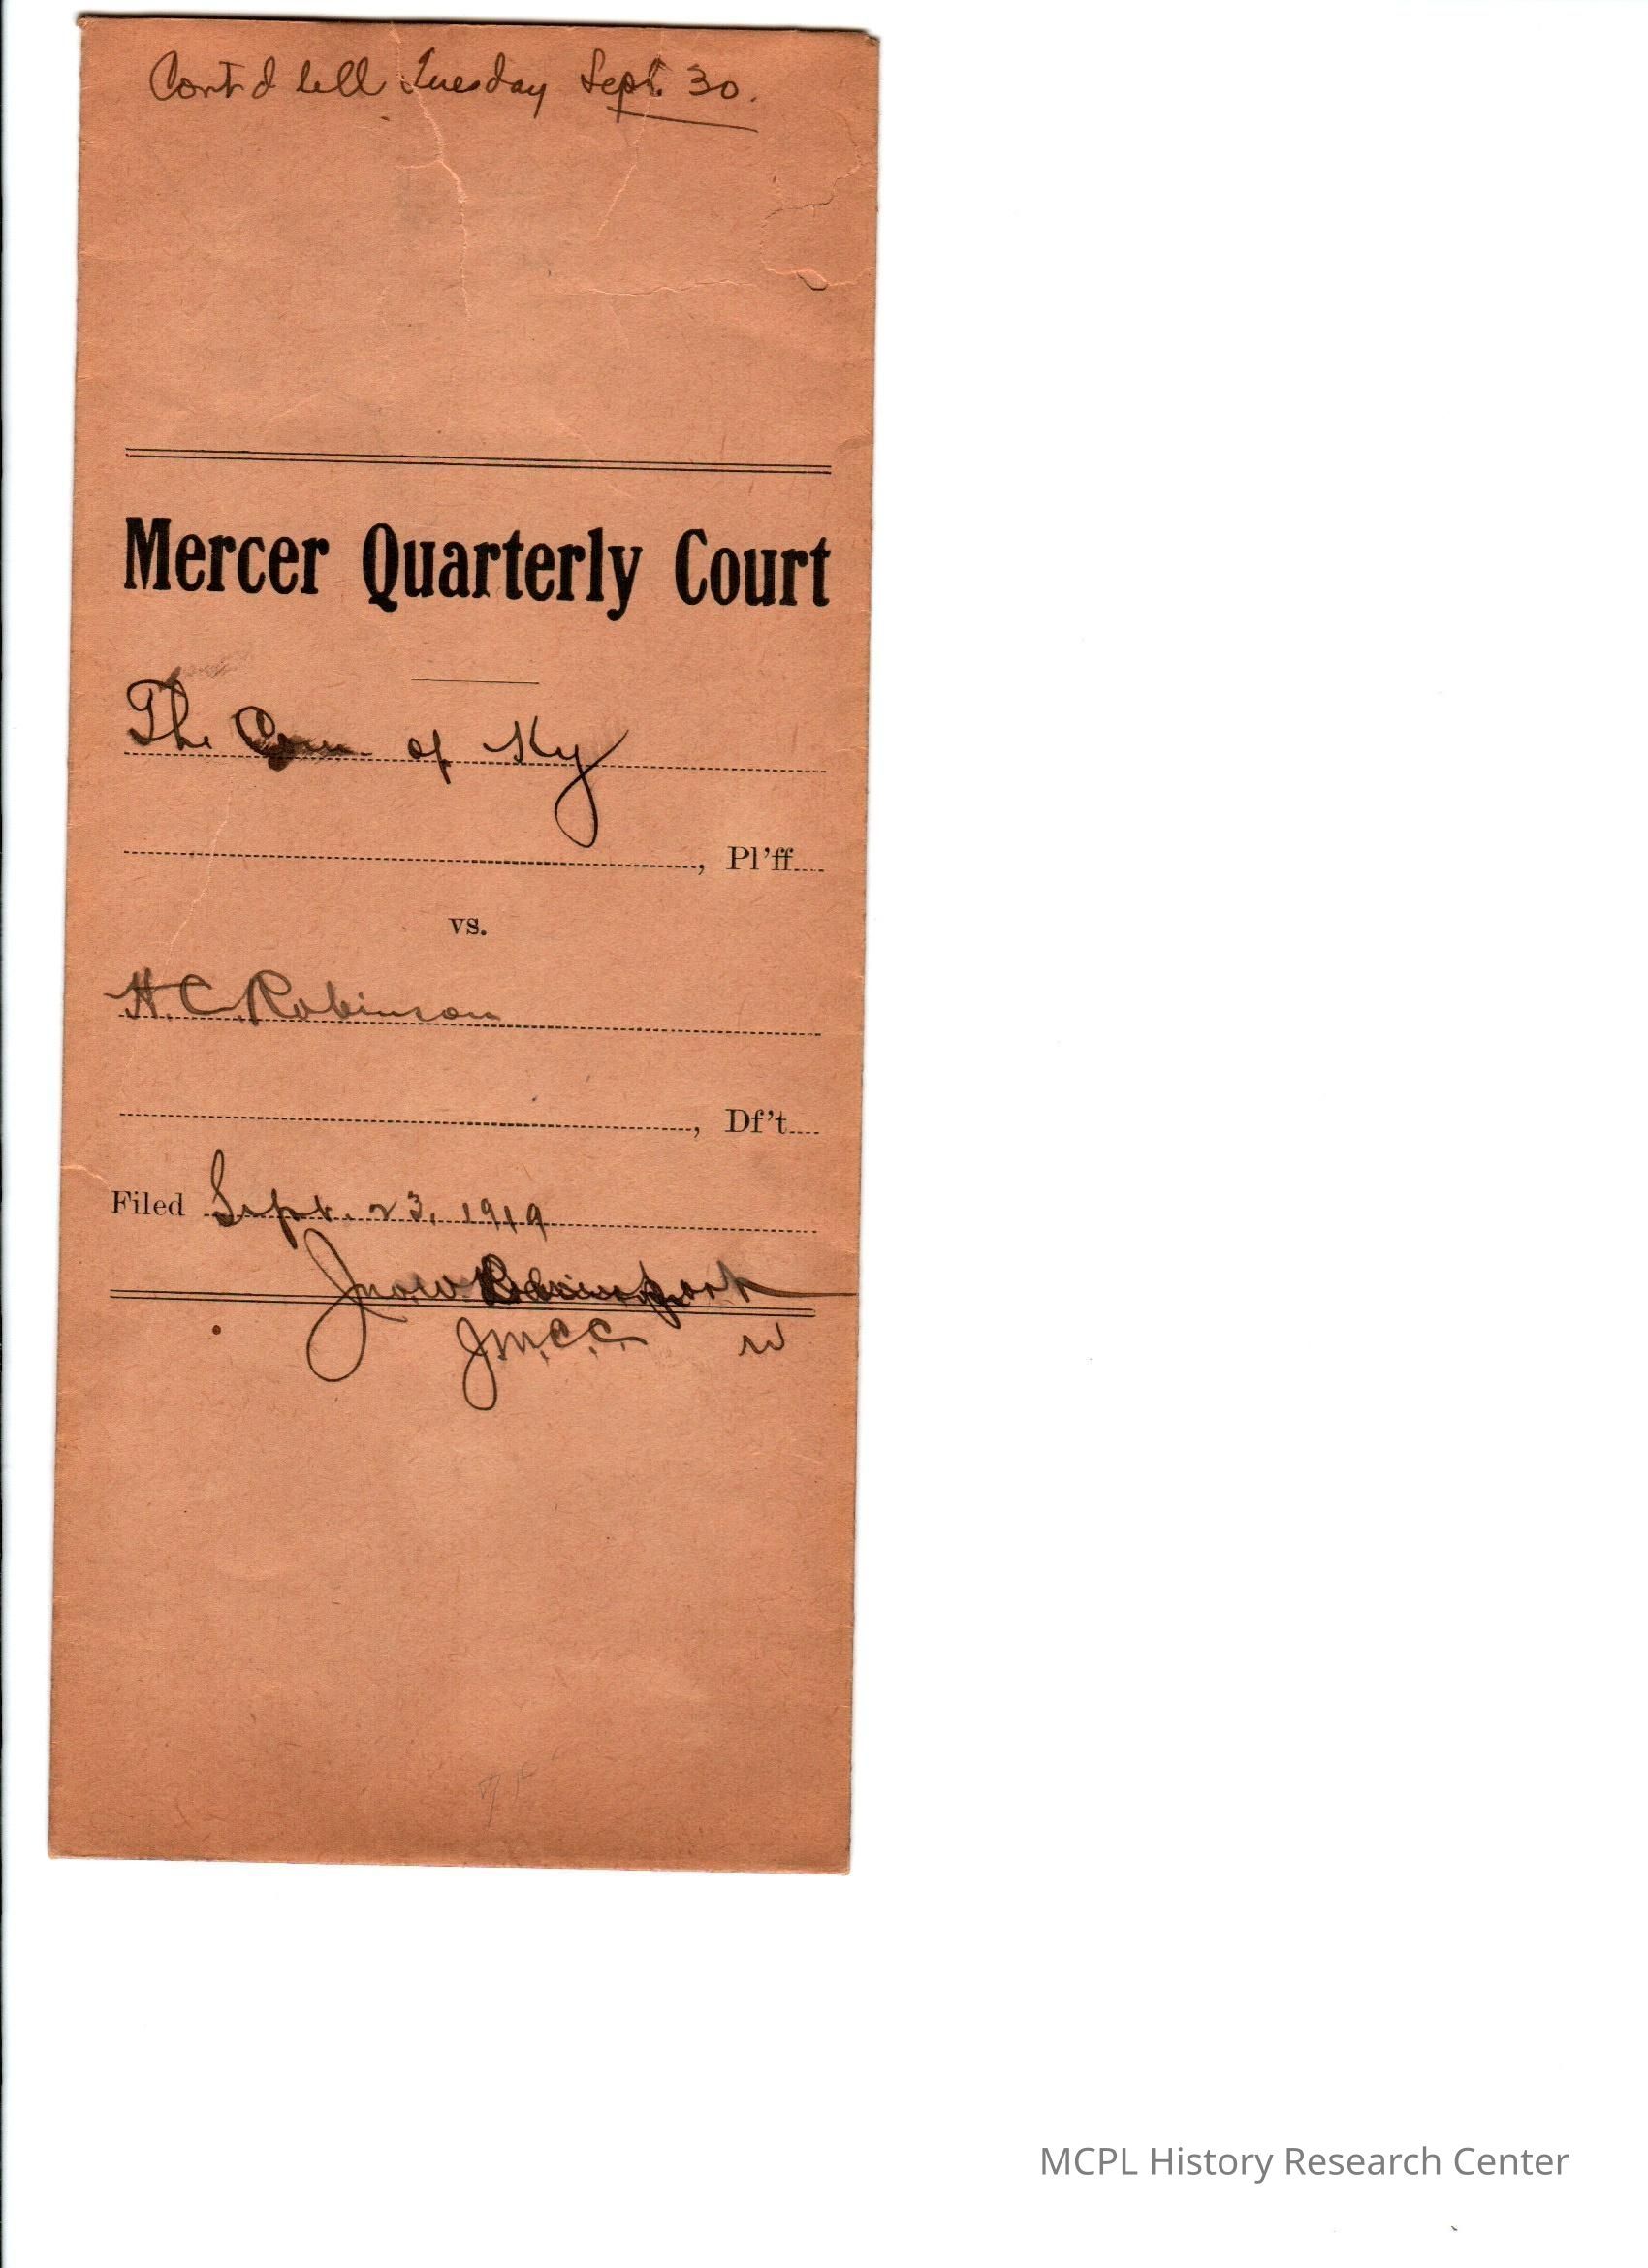 Cont'd till Tuesday Sept. 30.
Mercer Quarterly Court
The Com. of Ky
, Pl'ff
vs.
H. C. Robinson
, Df't
Filed Sept. 23, 1919
Jno. W.
J.M.C.C.
MCPL History Research Center